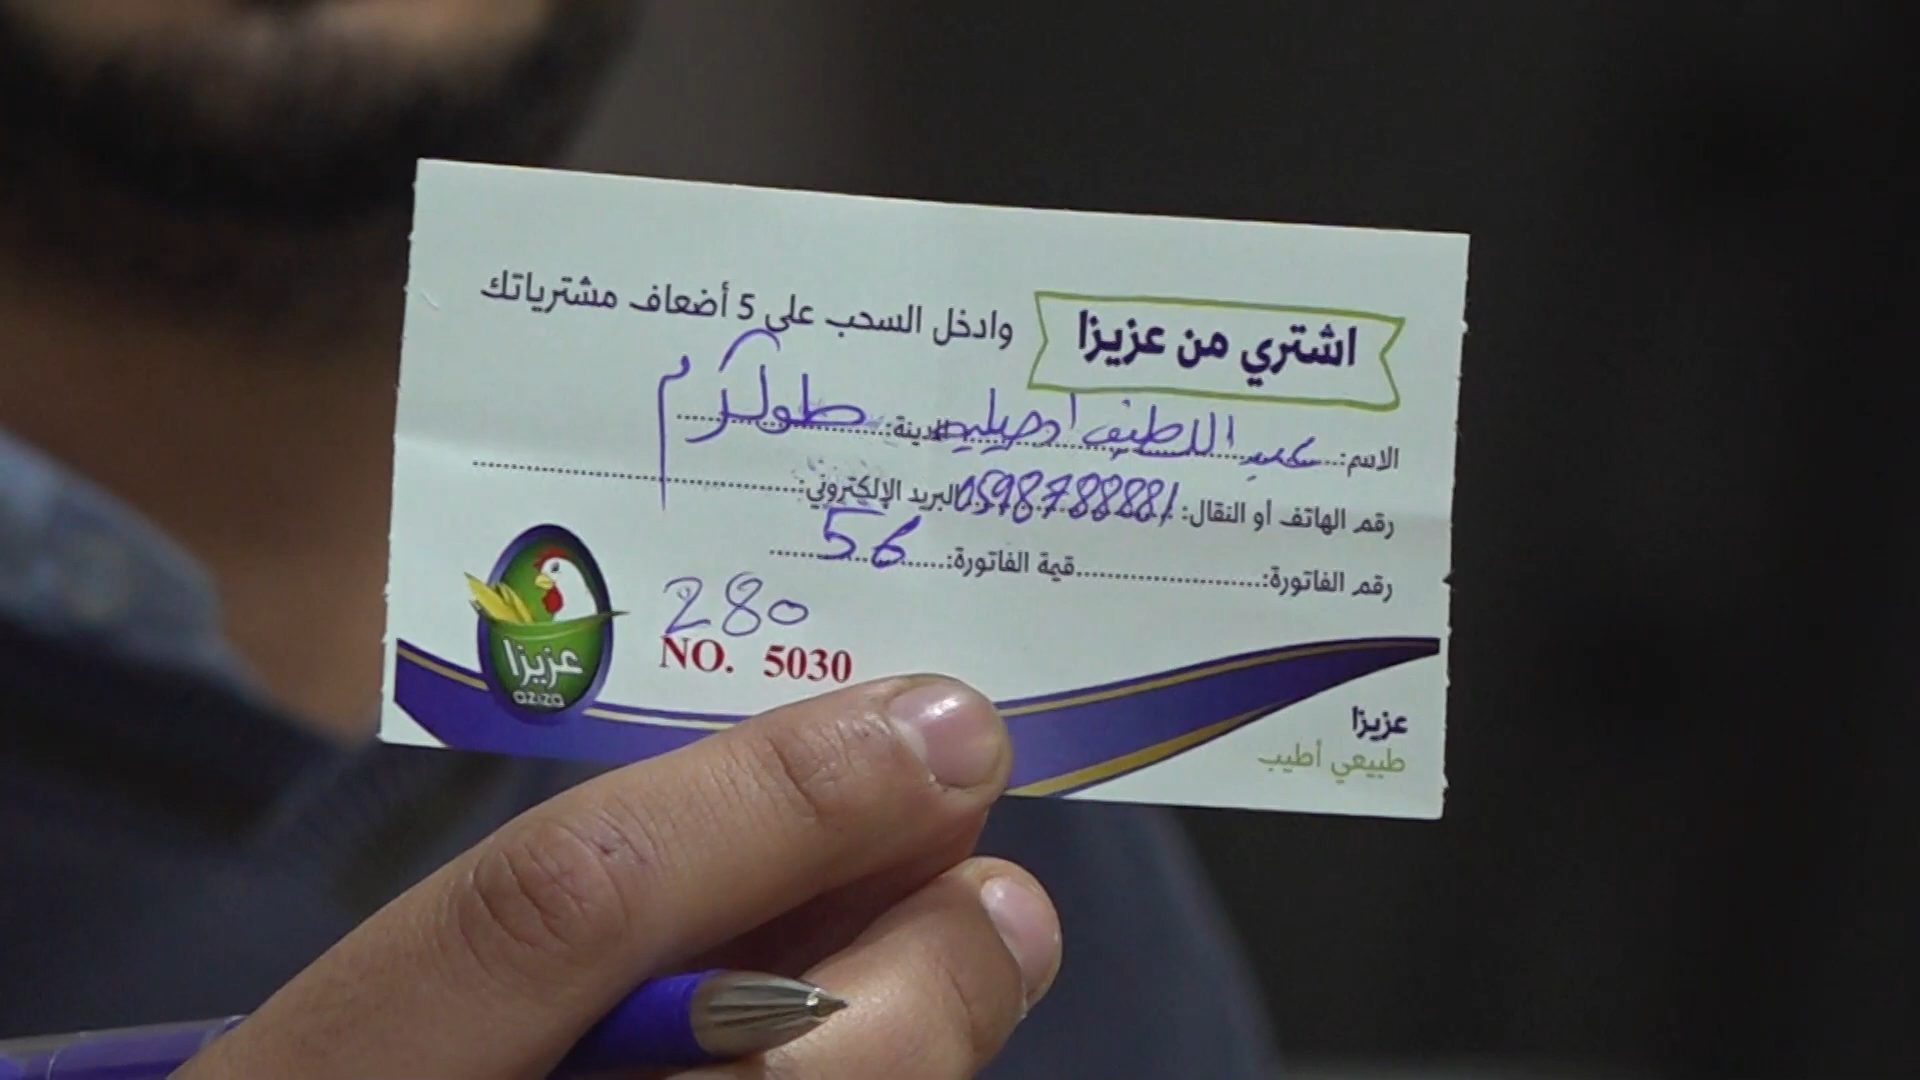 اشتري من عزيزا وادخل السحب على 5 أضعاف مشترياتك
الاسم: عبد اللطيف المدينة: طولكرم
رقم الهاتف أو النقال: 0598788881 البريد الإلكتروني:
رقم الفاتورة: قيمة الفاتورة: 56
280
NO. 5030
عزيزا
aziza
عزيزا
طبيعي أطيب